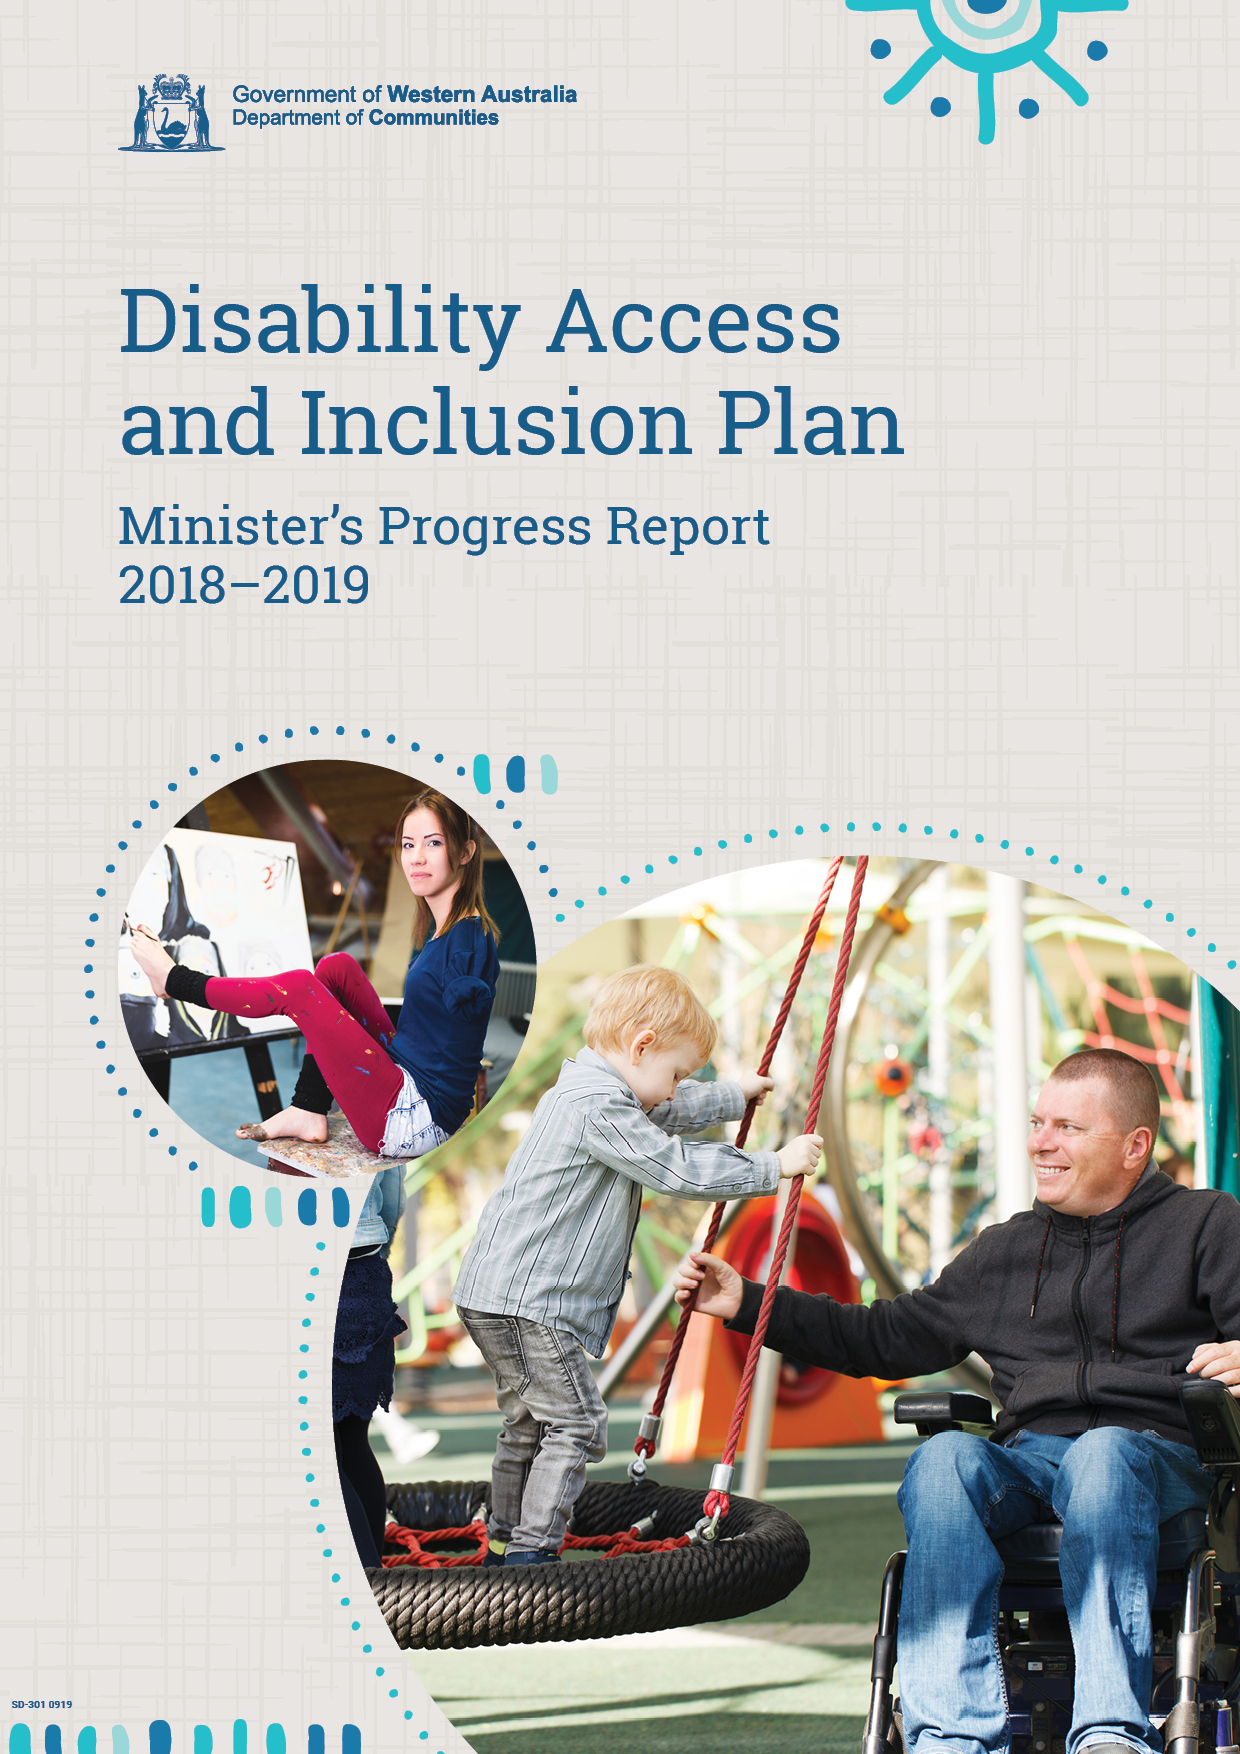 Government of Western Australia
Department of Communities
Disability Access
and Inclusion Plan
Minister's Progress Report
2018–2019
SD-301 0919